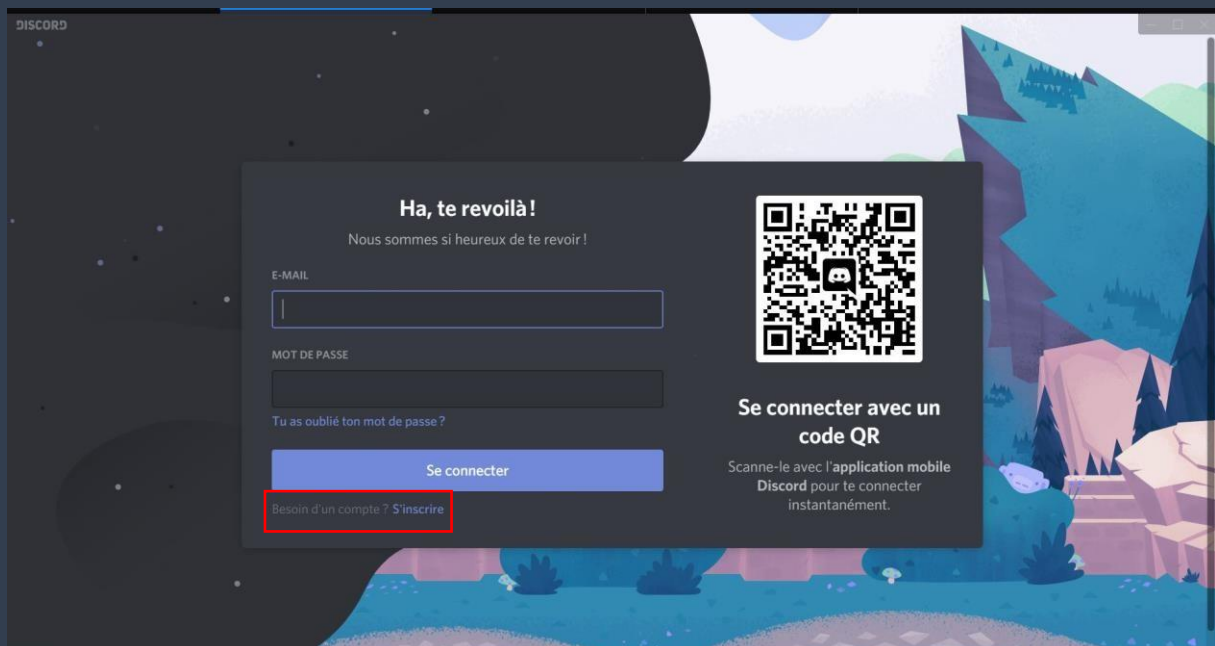 DISCORD
Ha, te revoilà !
Nous sommes si heureux de te revoir !
E-MAIL
MOT DE PASSE
Tu as oublié ton mot de passe ?
Se connecter
Besoin d'un compte ? S'inscrire
Se connecter avec un
code QR
Scanne-le avec l'application mobile
Discord pour te connecter
instantanément.